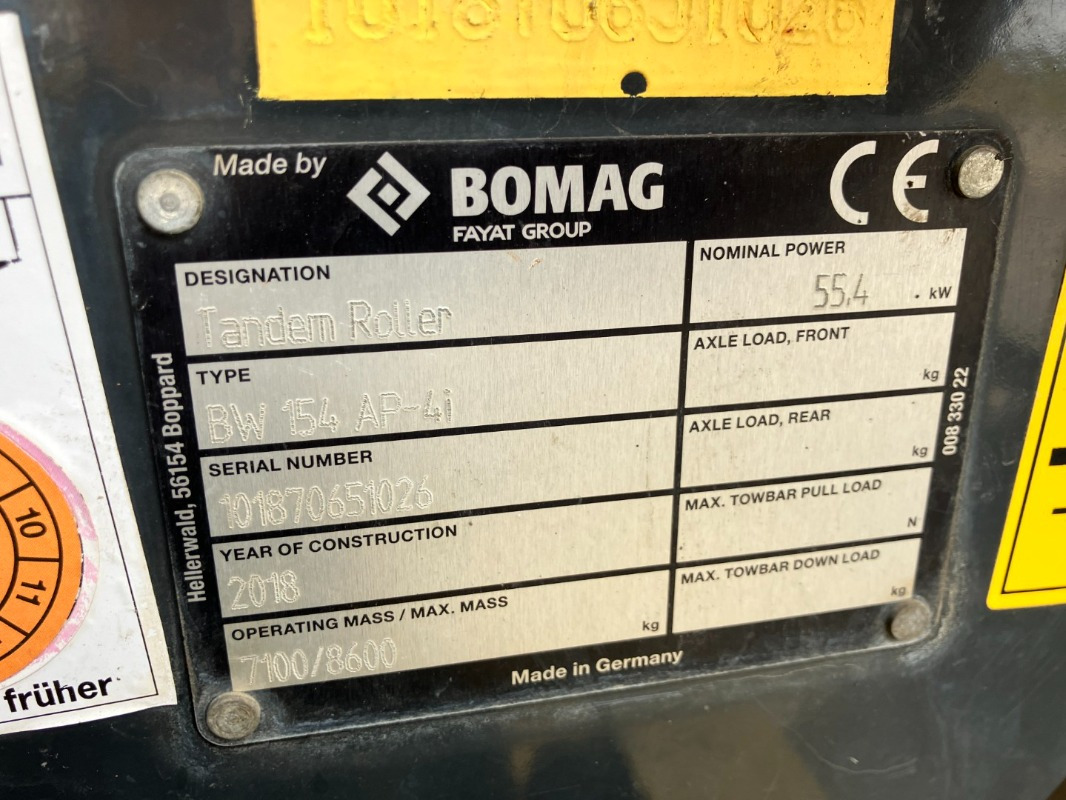 101870651026
Made by
BOMAG
FAYAT GROUP
CE
DESIGNATION
Tandem Roller
TYPE
BW 154 AP-4i
SERIAL NUMBER
101870651026
YEAR OF CONSTRUCTION
2018
OPERATING MASS / MAX. MASS
7100/8600 kg
NOMINAL POWER
55,4 kW
AXLE LOAD, FRONT
kg
AXLE LOAD, REAR
kg
MAX. TOWBAR PULL LOAD
N
MAX. TOWBAR DOWN LOAD
kg
Made in Germany
Hellerwald, 56154 Boppard
008 330 22
10
11
früher